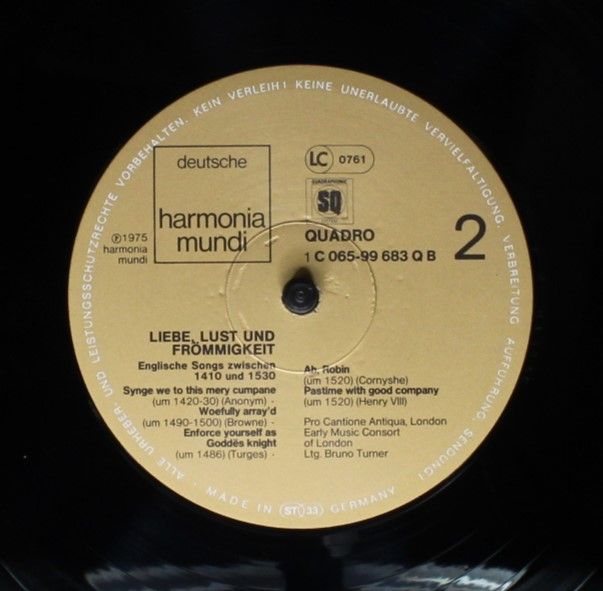 ALLE URHEBER UND LEISTUNGSSCHUTZRECHTE VORBEHALTEN. KEIN VERLEIH! KEINE UNERLAUBTE VERVIELFÄLTIGUNG, VERBREITUNG AUFFÜHRUNG, SENDUNG!
deutsche
harmonia
mundi
LC 0761
QUADRAPHONIC
SQ
QUADRO
1 C 065-99 683 Q B
2
Ⓟ1975
harmonia
mundi
LIEBE, LUST UND
FRÖMMIGKEIT
Englische Songs zwischen
1410 und 1530
Synge we to this mery cumpane
(um 1420-30) (Anonym) -
Woefully array'd
(um 1490-1500) (Browne) -
Enforce yourself as
Goddës knight
(um 1486) (Turges) -
Ah, Robin
(um 1520) (Cornyshe)
Pastime with good company
(um 1520) (Henry VIII)
Pro Cantione Antiqua, London
Early Music Consort
of London
Ltg. Bruno Turner
MADE IN ST 33 GERMANY